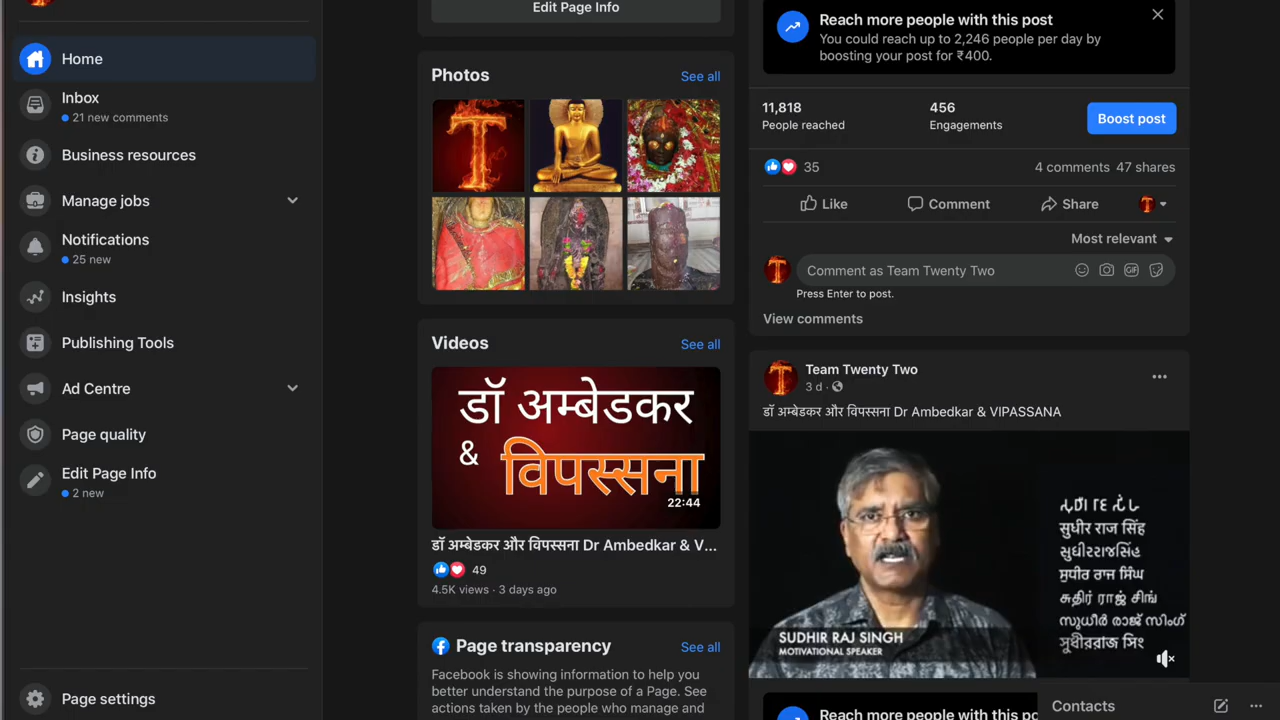 Home
Inbox
21 new comments
Business resources
Manage jobs
Notifications
25 new
Insights
Publishing Tools
Ad Centre
Page quality
Edit Page Info
2 new
Page settings
Edit Page Info
Photos
See all
T
Videos
See all
डॉ अम्बेडकर
&
विपस्सना
22:44
डॉ अम्बेडकर और विपस्सना Dr Ambedkar & V...
49
4.5K views · 3 days ago
Page transparency
See all
Facebook is showing information to help you
better understand the purpose of a Page. See
actions taken by the people who manage and
Reach more people with this post
You could reach up to 2,246 people per day by
boosting your post for ₹400.
11,818
People reached
456
Engagements
Boost post
35
4 comments 47 shares
Like
Comment
Share
Most relevant
Comment as Team Twenty Two
GIF
Press Enter to post.
View comments
Team Twenty Two
3 d ·
डॉ अम्बेडकर और विपस्सना Dr Ambedkar & VIPASSANA
सुधीर राज सिंह
ਸੁਧੀਰ ਰਾਜ ਸਿੰਘ
സുധീർ രാജ് സിംഗ്
SUDHIR RAJ SINGH
MOTIVATIONAL SPEAKER
Reach more people with this po
Contacts